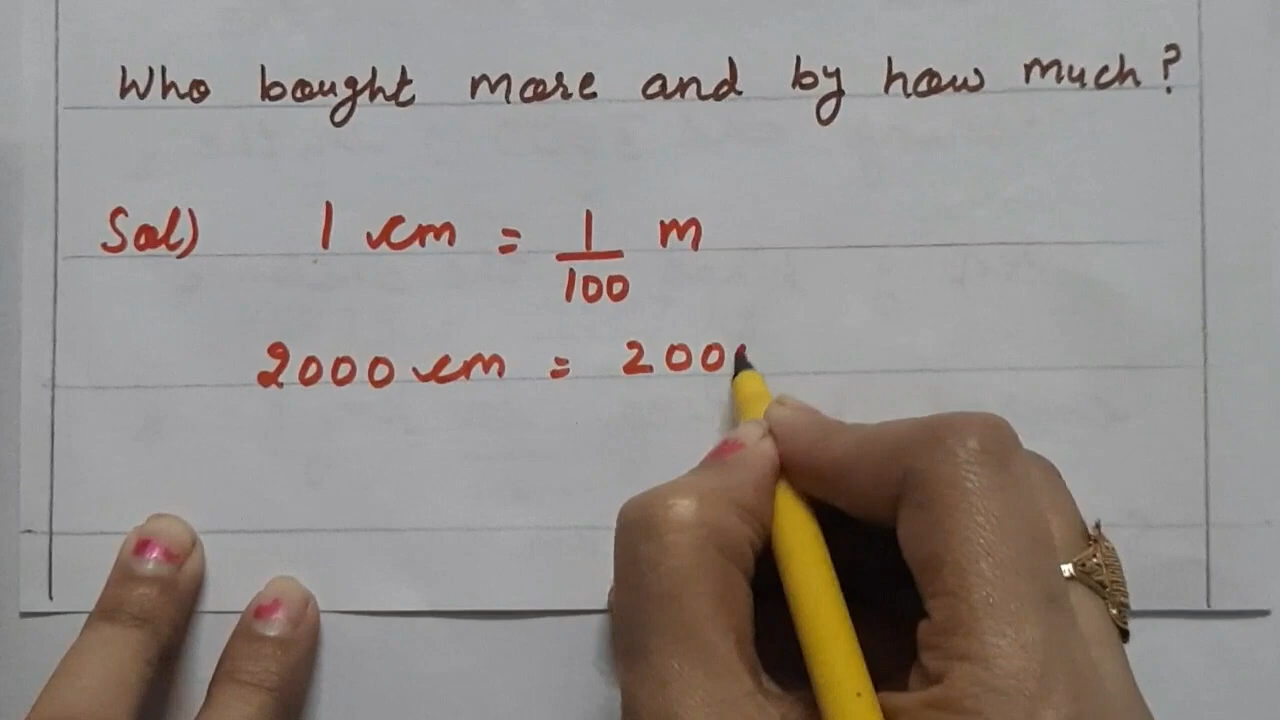 Who bought more and by how much?
Sol) 1 cm = 1/100 m
2000 cm = 200